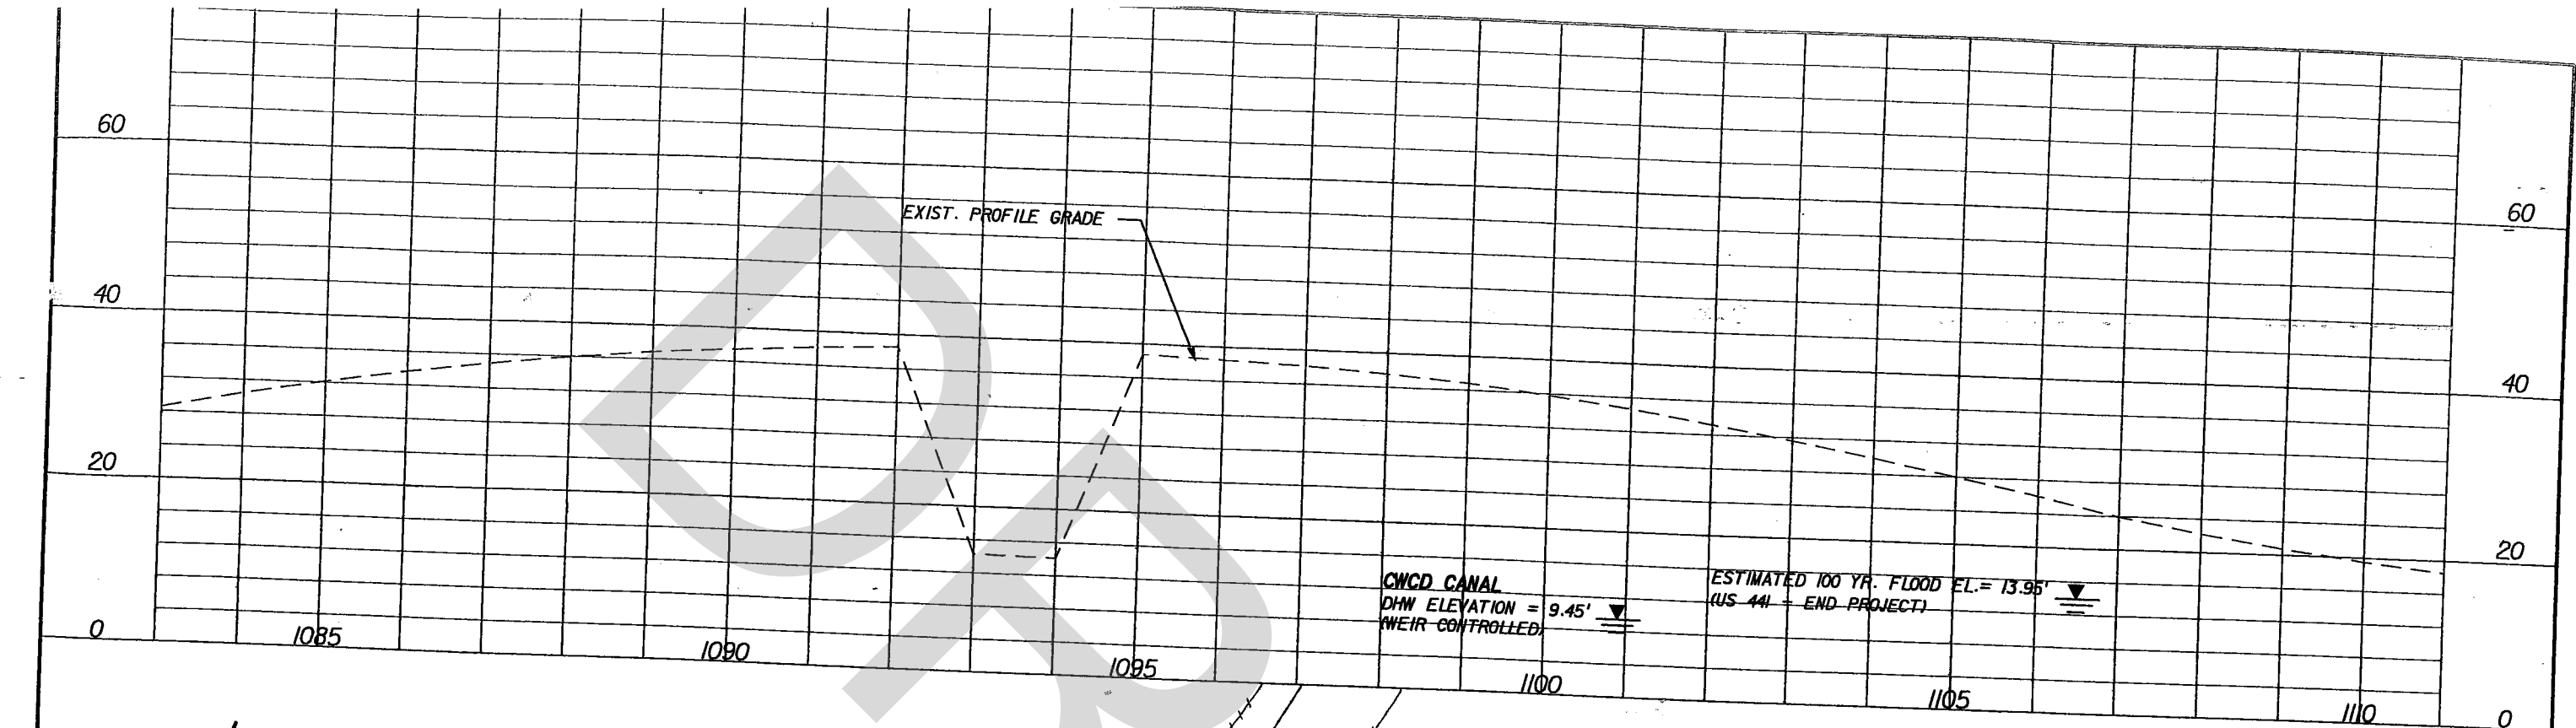 60
60
EXIST. PROFILE GRADE
40
40
20
20
CWCD CANAL
DHW ELEVATION = 9.45'
(WEIR CONTROLLED)
ESTIMATED 100 YR. FLOOD EL.= 13.95'
(US 441 - END PROJECT)
0
0
1085
1090
1095
1100
1105
1110
DR